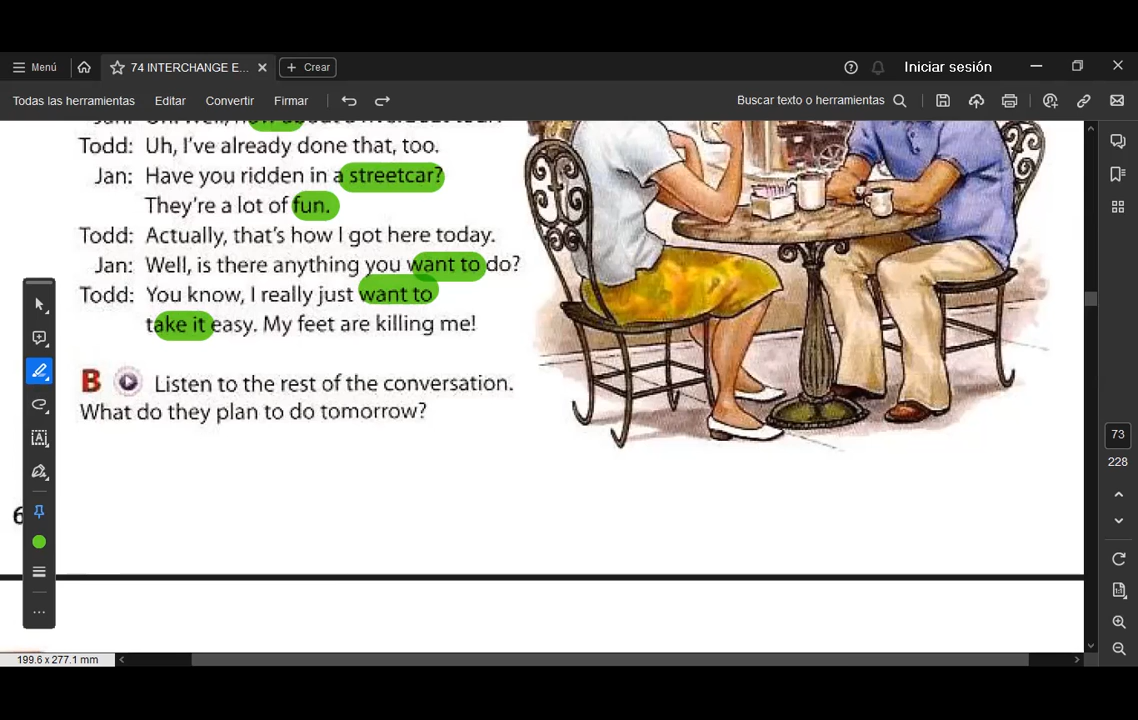 Menú
74 INTERCHANGE E...
Crear
Iniciar sesión
Todas las herramientas
Editar
Convertir
Firmar
Buscar texto o herramientas
Todd: Uh, I've already done that, too.
Jan: Have you ridden in a streetcar?
They're a lot of fun.
Todd: Actually, that's how I got here today.
Jan: Well, is there anything you want to do?
Todd: You know, I really just want to
take it easy. My feet are killing me!
B Listen to the rest of the conversation.
What do they plan to do tomorrow?
73
228
199.6 x 277.1 mm